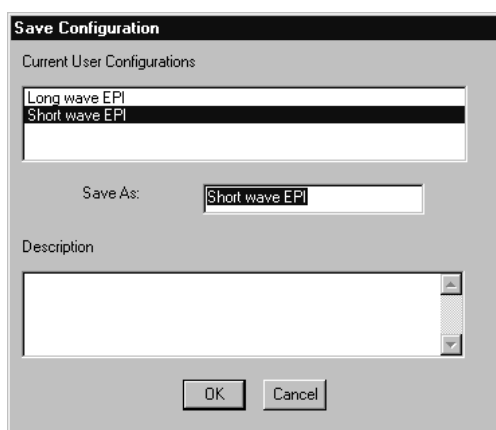 Save Configuration
Current User Configurations
Long wave EPI
Short wave EPI
Save As:
Short wave EPI
Description
OK
Cancel